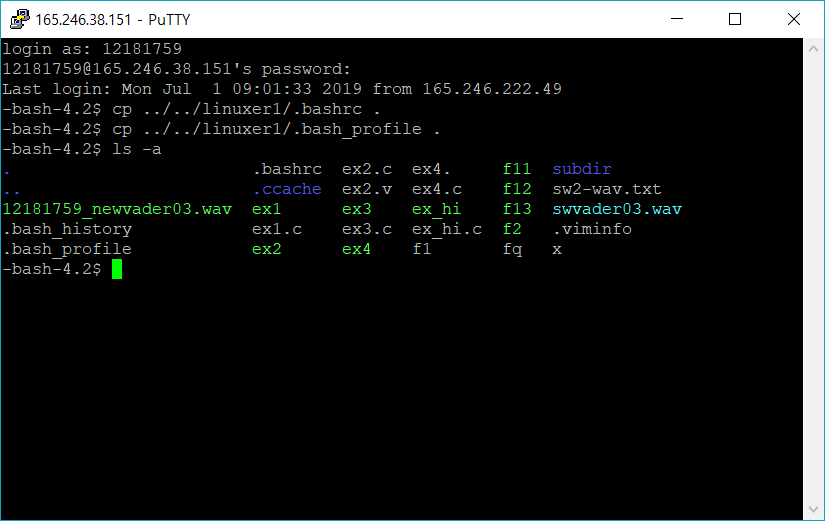 165.246.38.151 - PuTTY
login as: 12181759
12181759@165.246.38.151's password:
Last login: Mon Jul  1 09:01:33 2019 from 165.246.222.49
-bash-4.2$ cp ../../linuxer1/.bashrc .
-bash-4.2$ cp ../../linuxer1/.bash_profile .
-bash-4.2$ ls -a
.                        .bashrc  ex2.c  ex4.    f11  subdir
..                       .ccache  ex2.v  ex4.c   f12  sw2-wav.txt
12181759_newvader03.wav  ex1      ex3    ex_hi   f13  swvader03.wav
.bash_history            ex1.c    ex3.c  ex_hi.c  f2   .viminfo
.bash_profile            ex2      ex4    f1      fq   x
-bash-4.2$